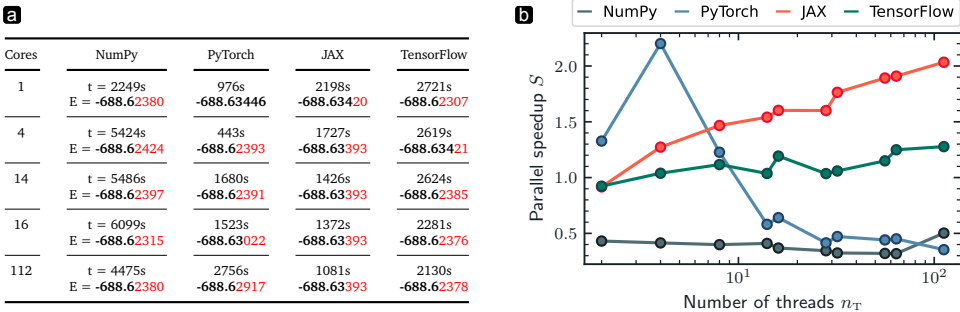 a
Cores NumPy PyTorch JAX TensorFlow
1 t = 2249s 976s 2198s 2721s
E = -688.62380 -688.63446 -688.63420 -688.62307
4 t = 5424s 443s 1727s 2619s
E = -688.62424 -688.62393 -688.63393 -688.63421
14 t = 5486s 1680s 1426s 2624s
E = -688.62397 -688.62391 -688.63393 -688.62385
16 t = 6099s 1523s 1372s 2281s
E = -688.62315 -688.63022 -688.63393 -688.62376
112 t = 4475s 2756s 1081s 2130s
E = -688.62380 -688.62917 -688.63393 -688.62378
b
NumPy PyTorch JAX TensorFlow
Parallel speedup S
2.0
1.5
1.0
0.5
10¹ 10²
Number of threads n_T